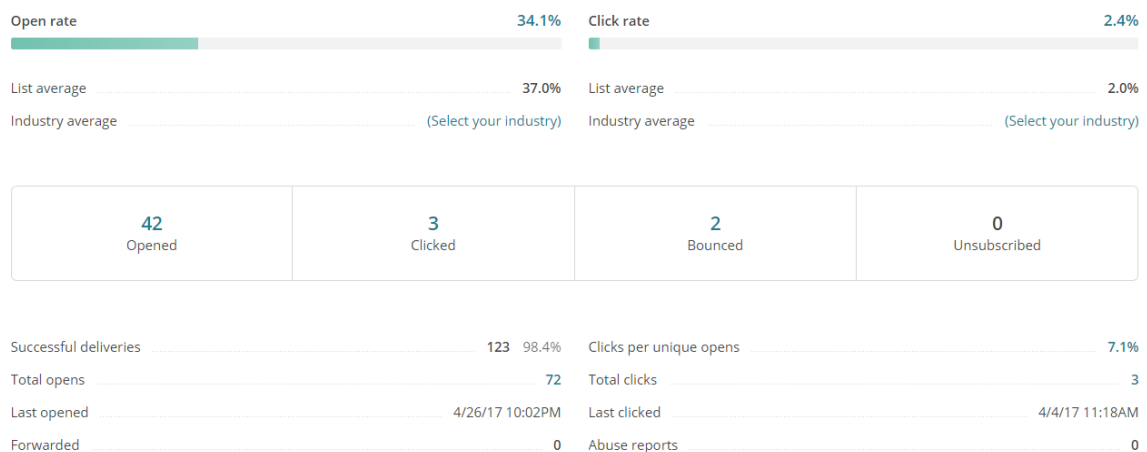 Open rate 34.1% Click rate 2.4%
List average 37.0% List average 2.0%
Industry average (Select your industry) Industry average (Select your industry)
42 3 2 0
Opened Clicked Bounced Unsubscribed
Successful deliveries 123 98.4% Clicks per unique opens 7.1%
Total opens 72 Total clicks 3
Last opened 4/26/17 10:02PM Last clicked 4/4/17 11:18AM
Forwarded 0 Abuse reports 0